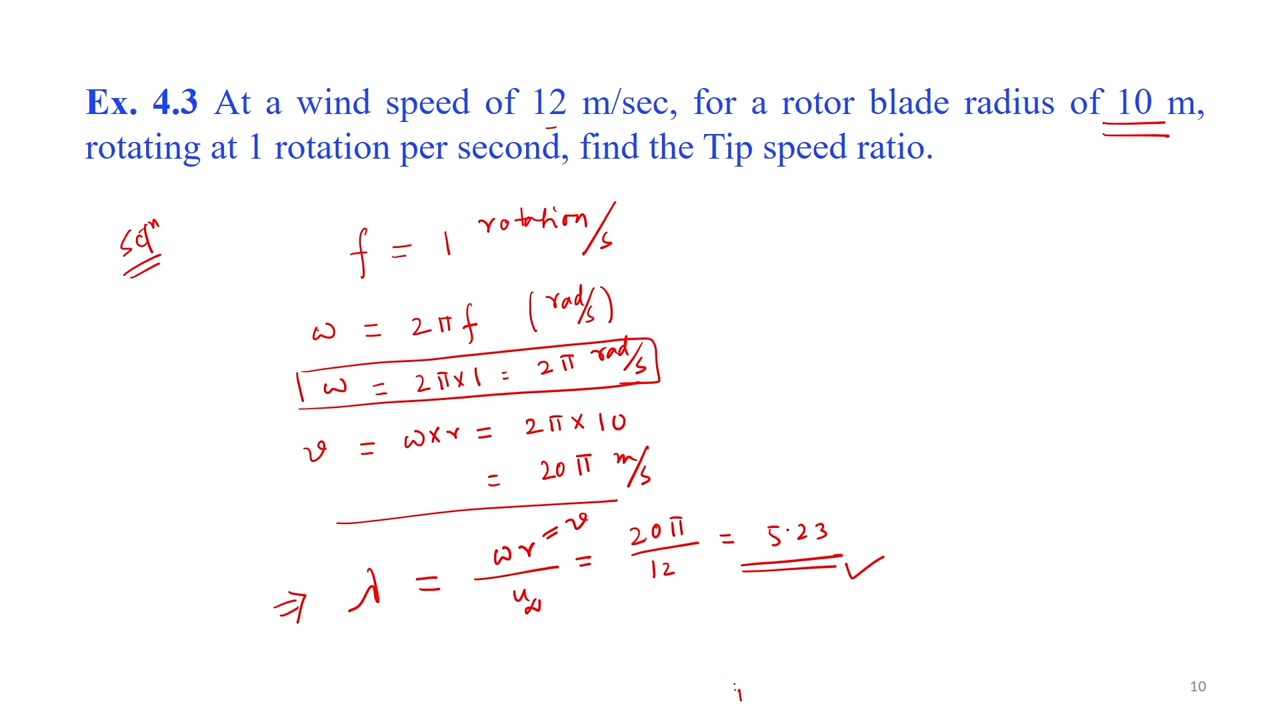 Ex. 4.3 At a wind speed of 12 m/sec, for a rotor blade radius of 10 m,
rotating at 1 rotation per second, find the Tip speed ratio.
Solⁿ
f = 1 rotation/s
ω = 2πf (rad/s)
ω = 2π×1 = 2π rad/s
v = ω×r = 2π×10
= 20π m/s
⇒ λ = ωr=v/u∞ = 20π/12 = 5.23 ✓
10